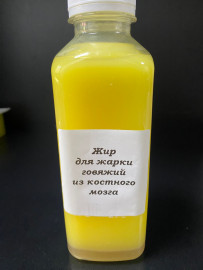 Жир
для жарки
говяжий
из костного
мозга